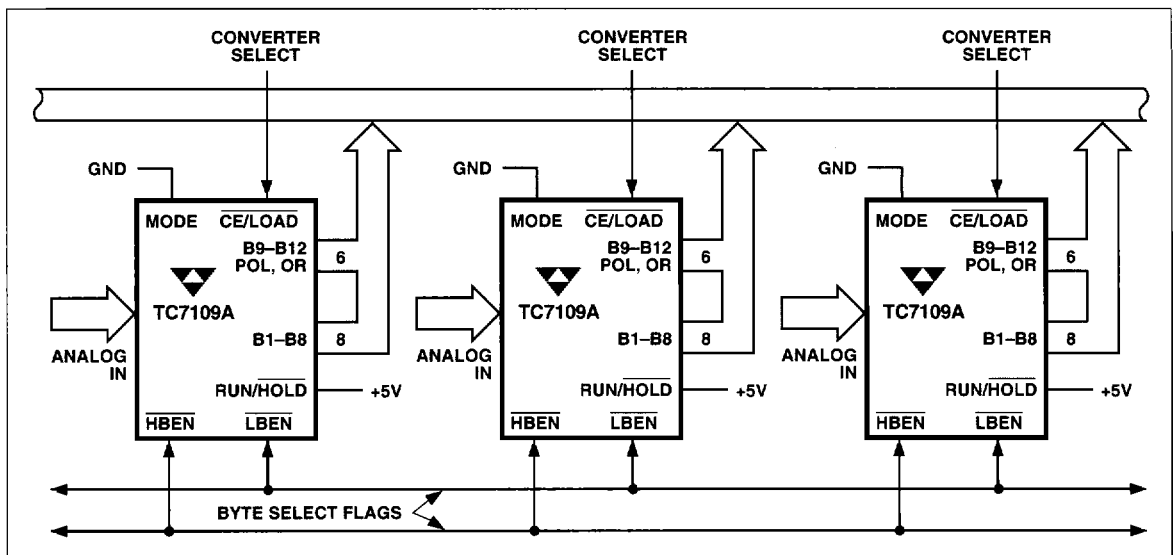 CONVERTER
SELECT
CONVERTER
SELECT
CONVERTER
SELECT
GND
MODE
CE/LOAD
B9–B12
POL, OR
6
TC7109A
ANALOG
IN
B1–B8
8
RUN/HOLD
+5V
HBEN
LBEN
GND
MODE
CE/LOAD
B9–B12
POL, OR
6
TC7109A
ANALOG
IN
B1–B8
8
RUN/HOLD
+5V
HBEN
LBEN
GND
MODE
CE/LOAD
B9–B12
POL, OR
6
TC7109A
ANALOG
IN
B1–B8
8
RUN/HOLD
+5V
HBEN
LBEN
BYTE SELECT FLAGS